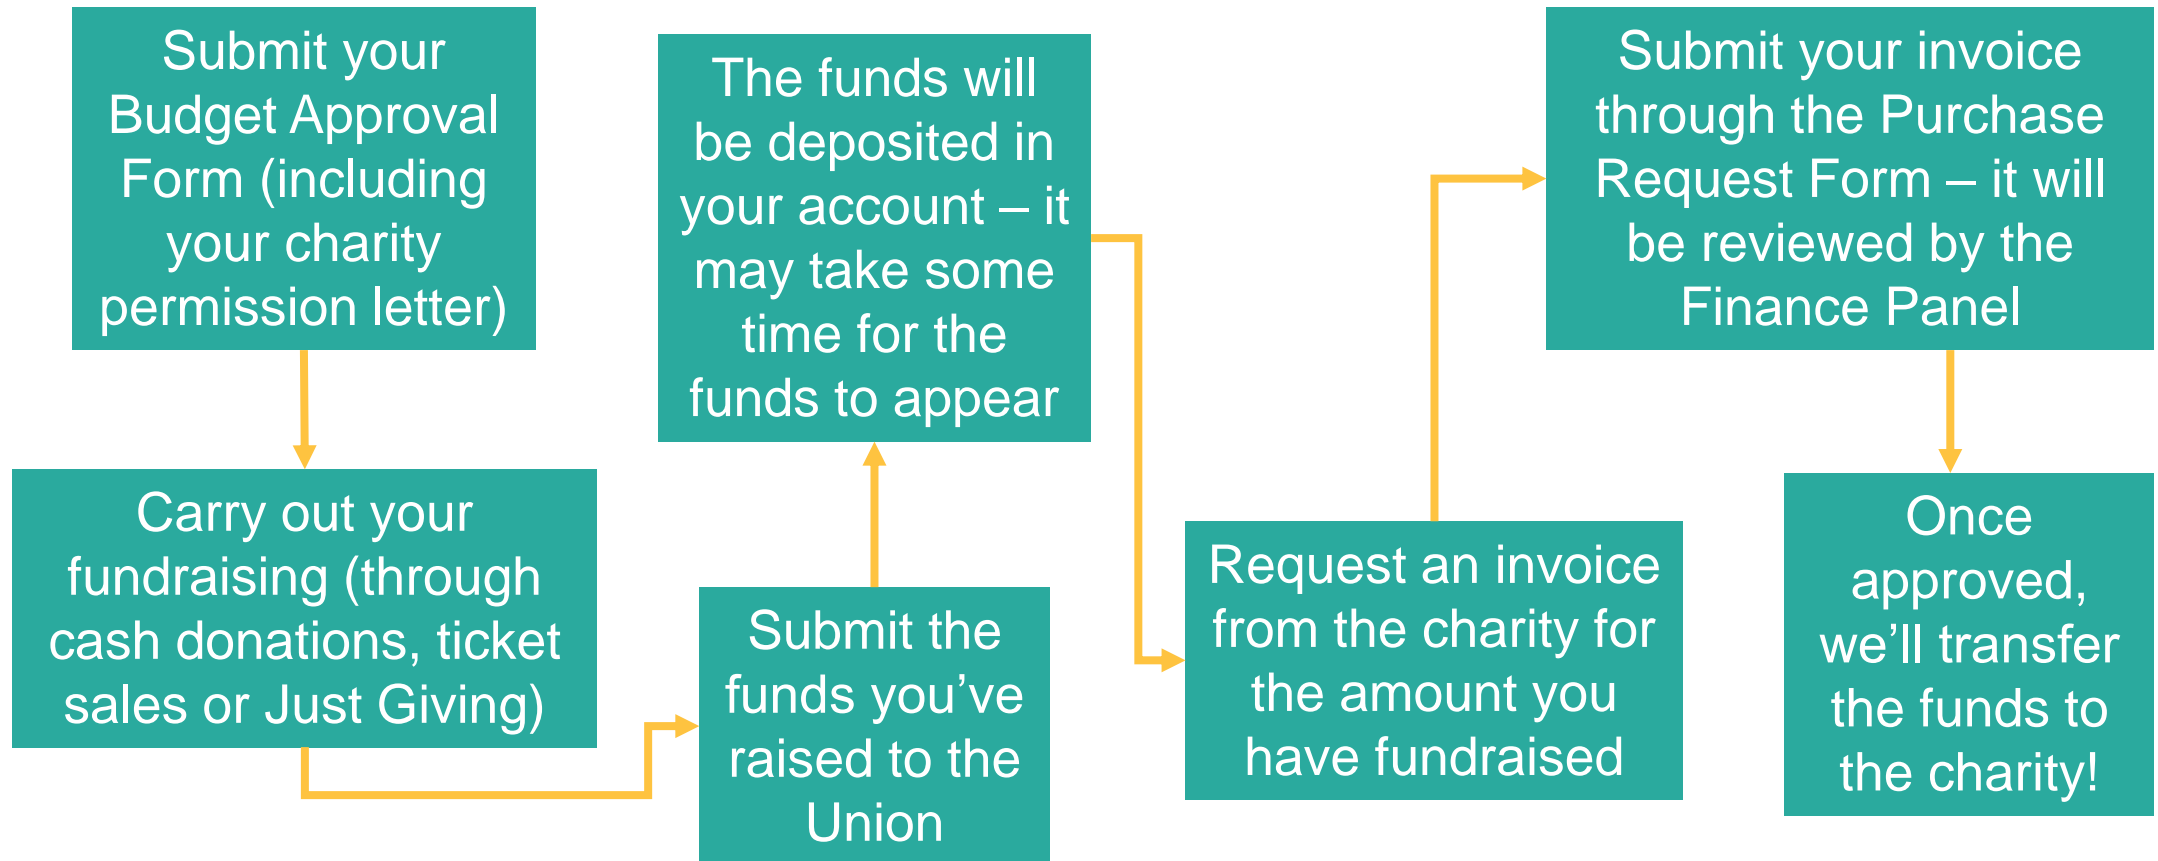 Submit your
Budget Approval
Form (including
your charity
permission letter)
Carry out your
fundraising (through
cash donations, ticket
sales or Just Giving)
Submit the
funds you’ve
raised to the
Union
The funds will
be deposited in
your account – it
may take some
time for the
funds to appear
Request an invoice
from the charity for
the amount you
have fundraised
Submit your invoice
through the Purchase
Request Form – it will
be reviewed by the
Finance Panel
Once
approved,
we’ll transfer
the funds to
the charity!